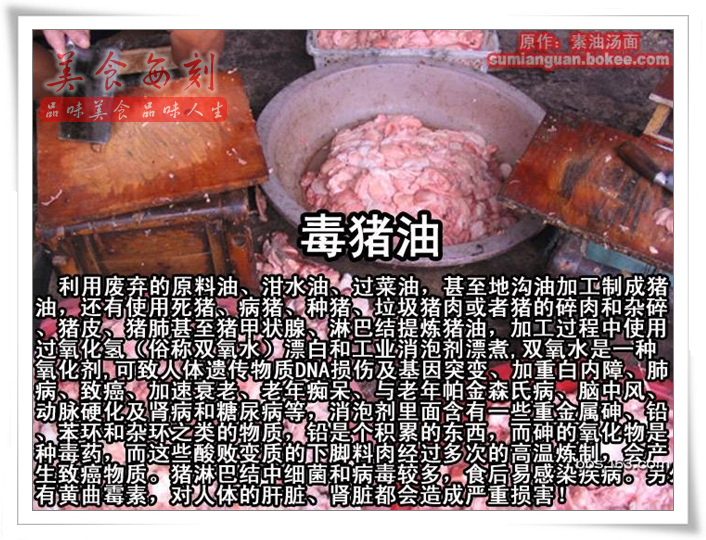 美食每刻
品味美食 品味人生
原作：素油汤面
sumianguan.bokee.com
毒猪油
利用废弃的原料油、泔水油、过菜油，甚至地沟油加工制成猪
油，还有使用死猪、病猪、种猪、垃圾猪肉或者猪的碎肉和杂碎
、猪皮、猪肺甚至猪甲状腺、淋巴结提炼猪油，加工过程中使用
过氧化氢（俗称双氧水）漂白和工业消泡剂漂煮,双氧水是一种
氧化剂,可致人体遗传物质DNA损伤及基因突变、加重白内障、肺
病、致癌、加速衰老、老年痴呆、与老年帕金森氏病、脑中风、
动脉硬化及肾病和糖尿病等，消泡剂里面含有一些重金属砷、铅
、苯环和杂环之类的物质，铅是个积累的东西，而砷的氧化物是
种毒药，而这些酸败变质的下脚料肉经过多次的高温炼制，会产
生致癌物质。猪淋巴结中细菌和病毒较多，食后易感染疾病。另外
有黄曲霉素，对人体的肝脏、肾脏都会造成严重损害！